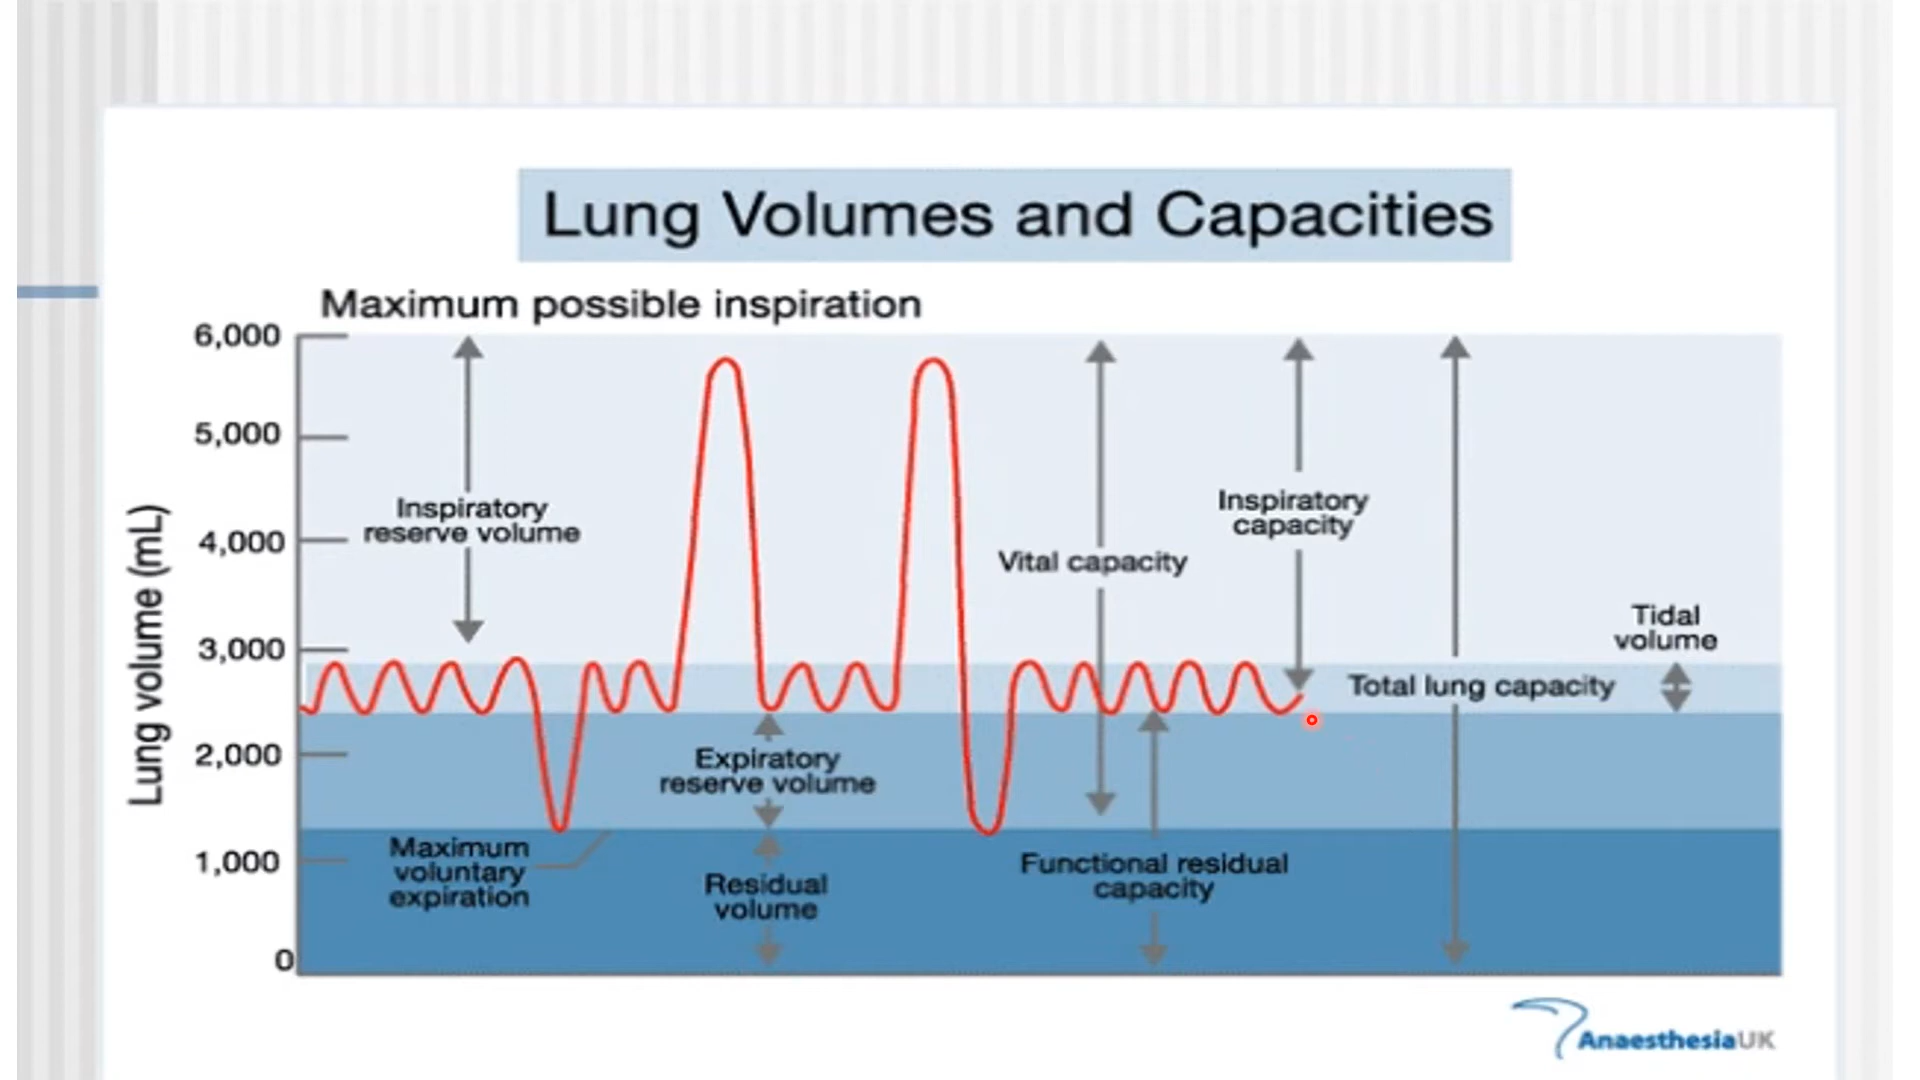 Lung Volumes and Capacities
Maximum possible inspiration
6,000
5,000
4,000
3,000
2,000
1,000
0
Lung volume (mL)
Inspiratory
reserve volume
Maximum
voluntary
expiration
Expiratory
reserve volume
Residual
volume
Vital capacity
Functional residual
capacity
Inspiratory
capacity
Total lung capacity
Tidal
volume
AnaesthesiaUK